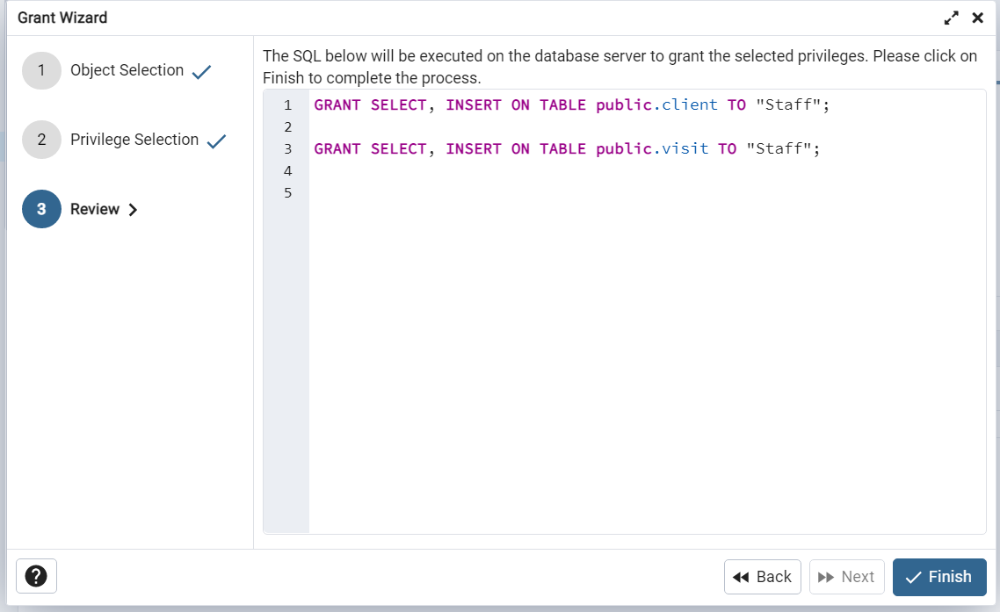 Grant Wizard
1 Object Selection
2 Privilege Selection
3 Review
The SQL below will be executed on the database server to grant the selected privileges. Please click on
Finish to complete the process.
1 GRANT SELECT, INSERT ON TABLE public.client TO "Staff";
2
3 GRANT SELECT, INSERT ON TABLE public.visit TO "Staff";
4
5
? Back Next Finish